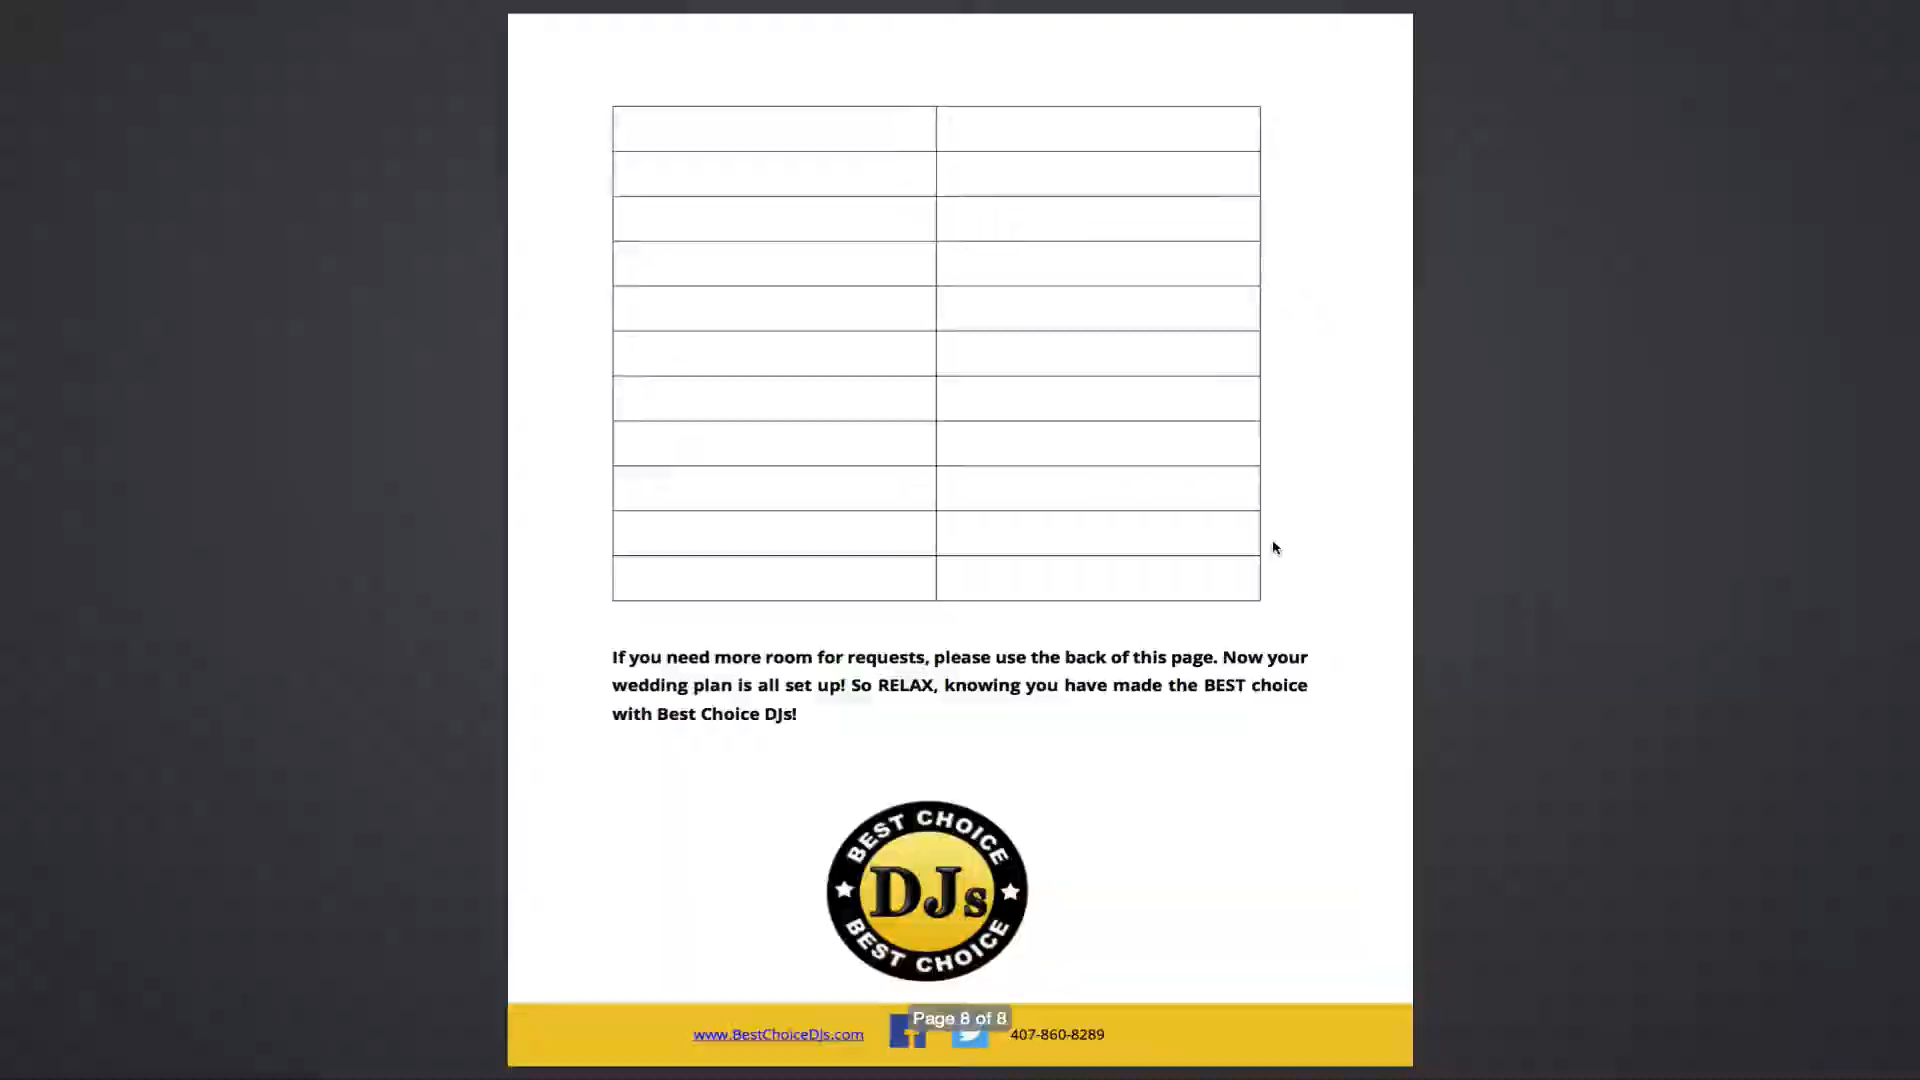 If you need more room for requests, please use the back of this page. Now your
wedding plan is all set up! So RELAX, knowing you have made the BEST choice
with Best Choice DJs!
BEST CHOICE
DJs
BEST CHOICE
www.BestChoiceDJs.com
Page 8 of 8
407-860-8289